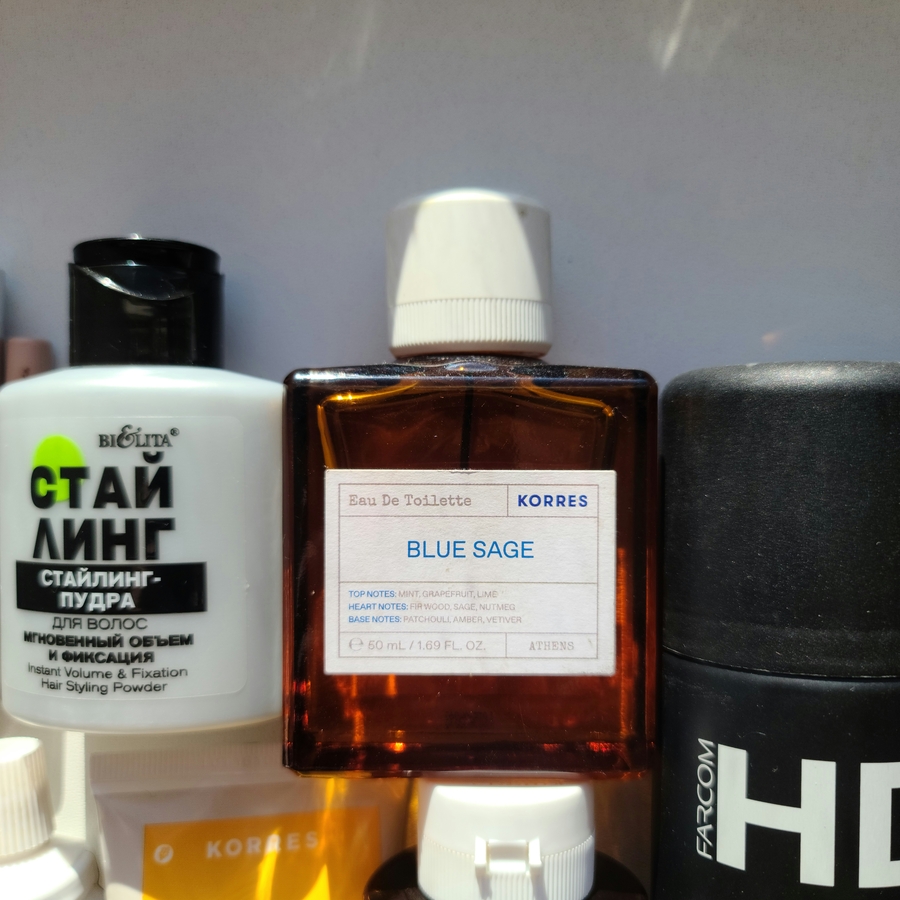 BIELITA®
СТАЙ
ЛИНГ
СТАЙЛИНГ-
ПУДРА
ДЛЯ ВОЛОС
МГНОВЕННЫЙ ОБЪЕМ
И ФИКСАЦИЯ
Instant Volume & Fixation
Hair Styling Powder
Eau De Toilette
KORRES
BLUE SAGE
TOP NOTES: MINT, GRAPEFRUIT, LIME
HEART NOTES: FIR WOOD, SAGE, NUTMEG
BASE NOTES: PATCHOULI, AMBER, VETIVER
℮ 50 mL / 1.69 FL. OZ.
ATHENS
FARCOM
HD
KORRES